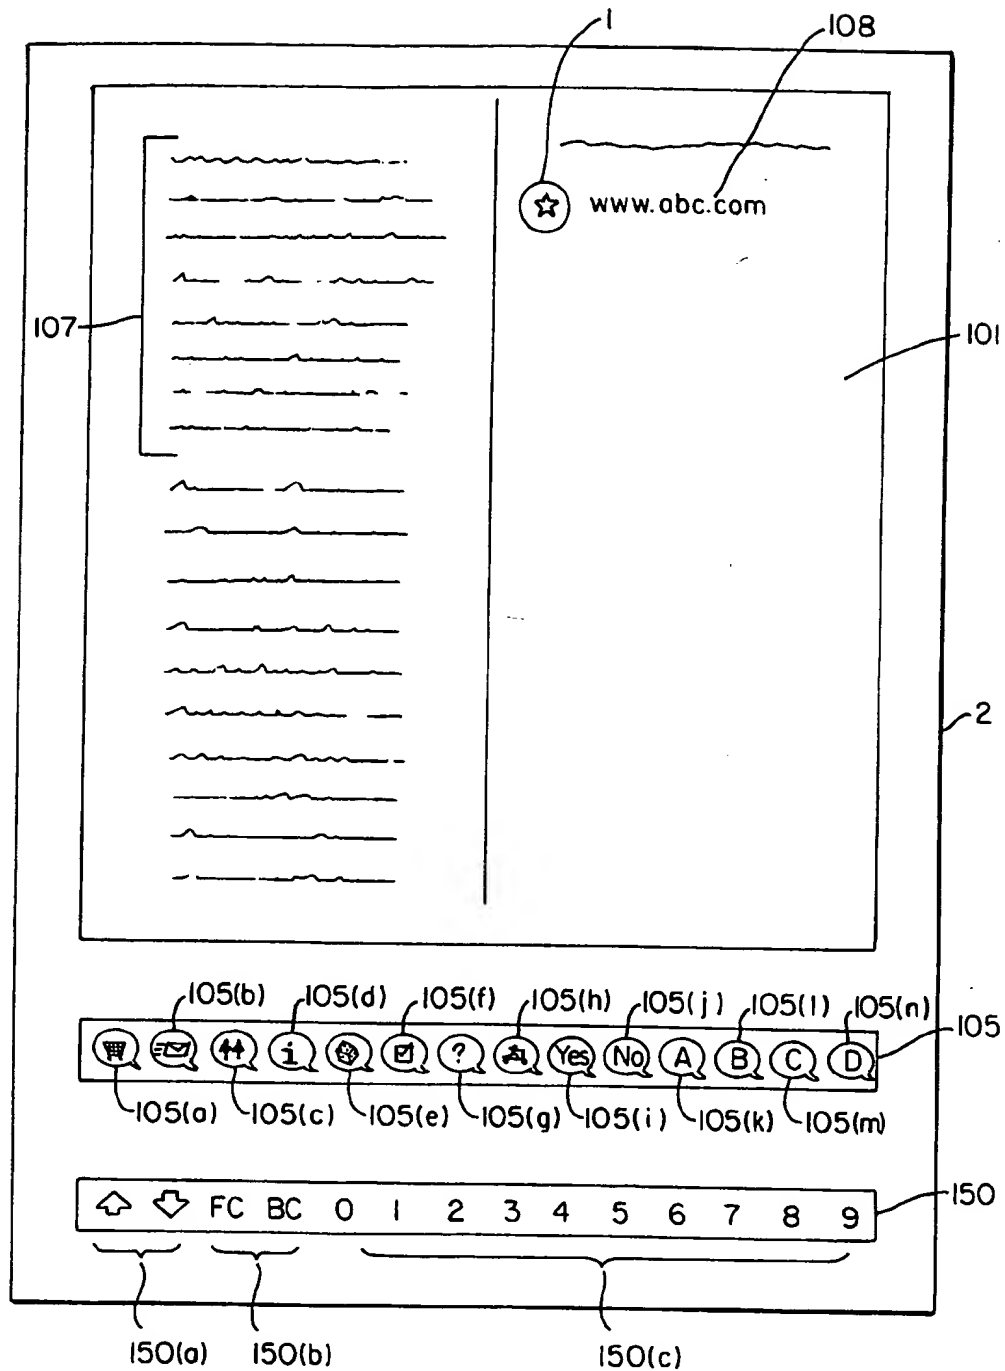 1
108
www.abc.com
107
101
2
105(b) 105(d) 105(f) 105(h) 105(j) 105(l) 105(n)
i ? Yes No A B C D 105
105(a) 105(c) 105(e) 105(g) 105(i) 105(k) 105(m)
FC BC 0 1 2 3 4 5 6 7 8 9 150
150(a) 150(b) 150(c)